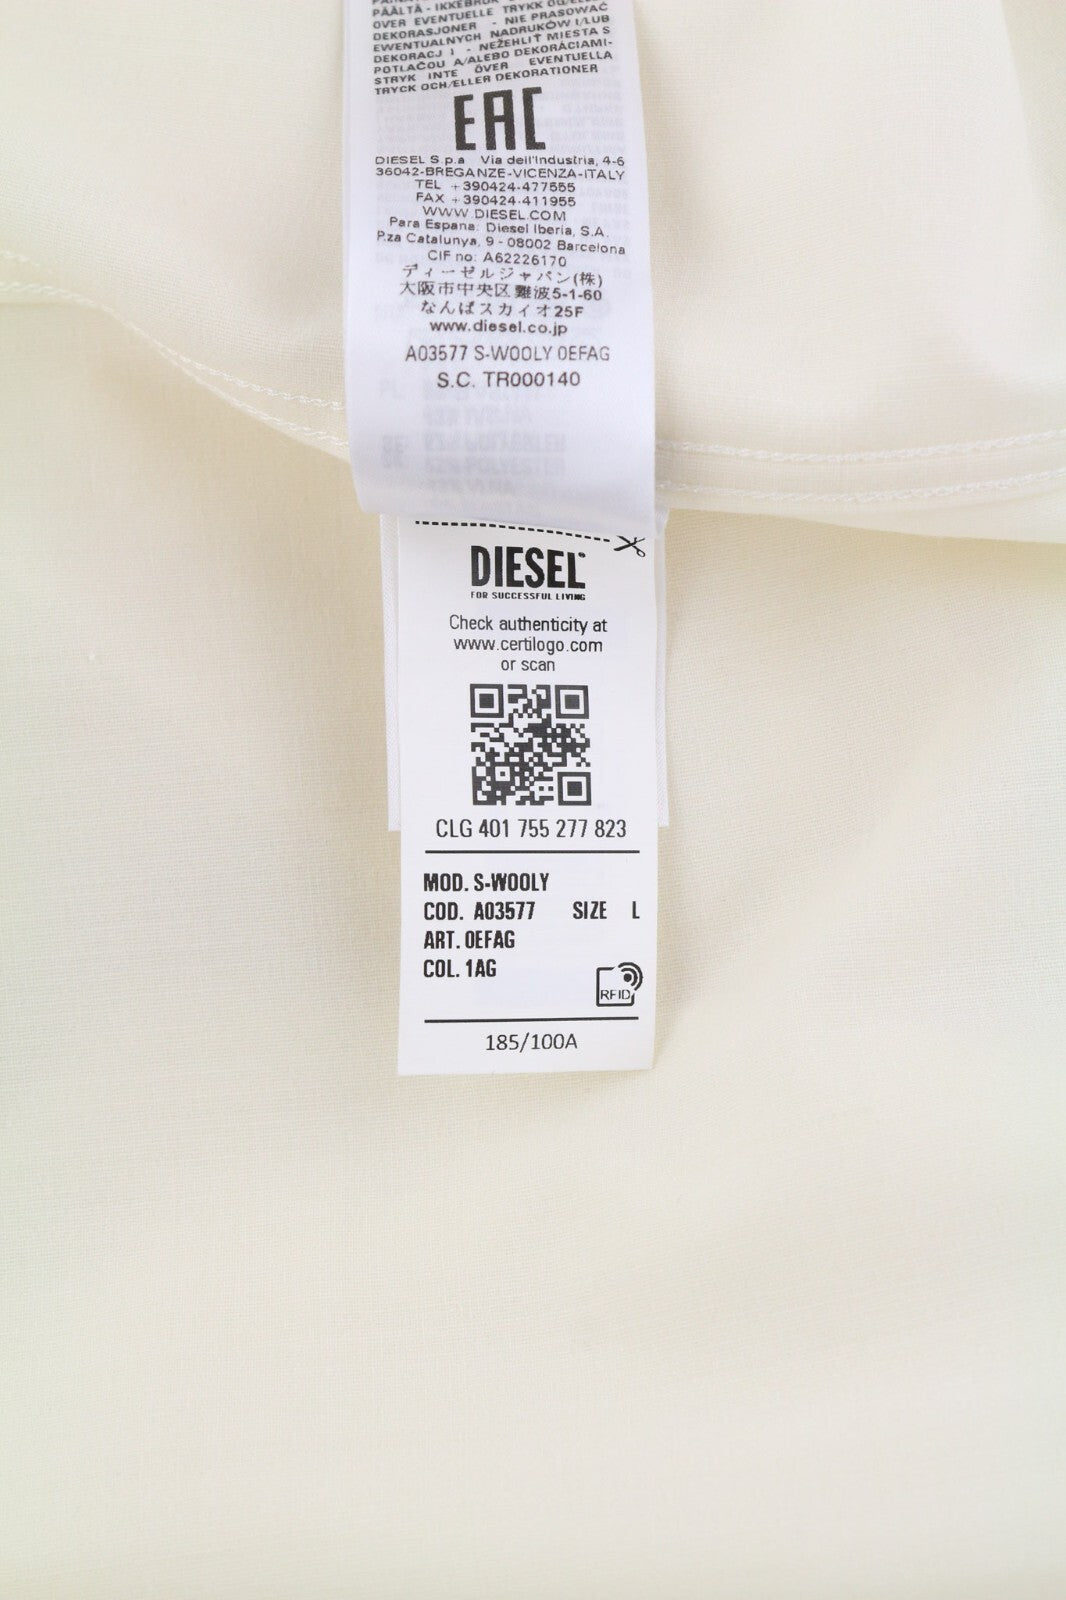 PÄÄLTÄ - IKKEBRUK
OVER EVENTUELLE TRYKK OG/ELLER
DEKORASJONER - NIE PRASOWAĆ
EWENTUALNYCH NADRUKÓW I/LUB
DEKORACJ I - NEŽEHLIŤ MIESTA S
POTLAČOU A/ALEBO DEKORÁCIAMI-
STRYK INTE ÖVER EVENTUELLA
TRYCK OCH/ELLER DEKORATIONER
EAC
DIESEL S.p.a Via dell'Industria, 4-6
36042-BREGANZE-VICENZA-ITALY
TEL +390424-477555
FAX +390424-411955
WWW.DIESEL.COM
Para Espana: Diesel Iberia, S.A.
P.za Catalunya, 9 - 08002 Barcelona
CIF no: A62226170
ディーゼルジャパン(株)
大阪市中央区難波5-1-60
なんばスカイオ25F
www.diesel.co.jp
A03577 S-WOOLY 0EFAG
S.C. TR000140
DIESEL
FOR SUCCESSFUL LIVING
Check authenticity at
www.certilogo.com
or scan
CLG 401 755 277 823
MOD. S-WOOLY
COD. A03577 SIZE L
ART. 0EFAG
COL. 1AG
RFID
185/100A